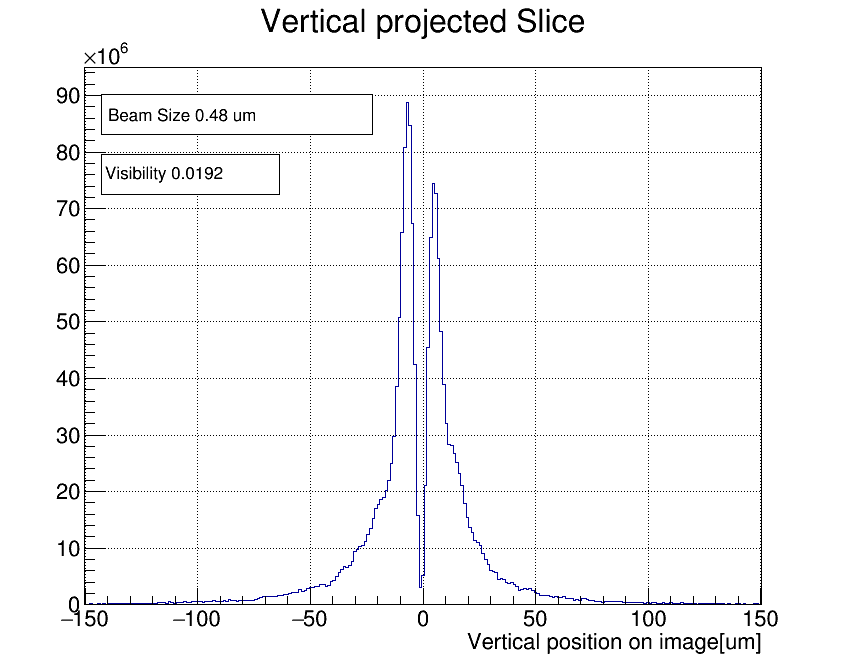 Vertical projected Slice
×10⁶
90
Beam Size 0.48 um
80
Visibility 0.0192
70
60
50
40
30
20
10
0
−150 −100 −50 0 50 100 150
Vertical position on image[um]